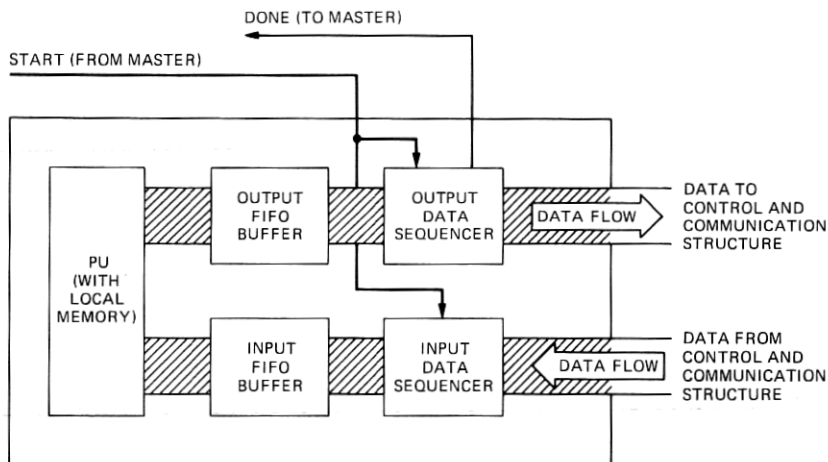 DONE (TO MASTER)
START (FROM MASTER)
PU
(WITH
LOCAL
MEMORY)
OUTPUT
FIFO
BUFFER
OUTPUT
DATA
SEQUENCER
DATA FLOW
DATA TO
CONTROL AND
COMMUNICATION
STRUCTURE
INPUT
FIFO
BUFFER
INPUT
DATA
SEQUENCER
DATA FLOW
DATA FROM
CONTROL AND
COMMUNICATION
STRUCTURE